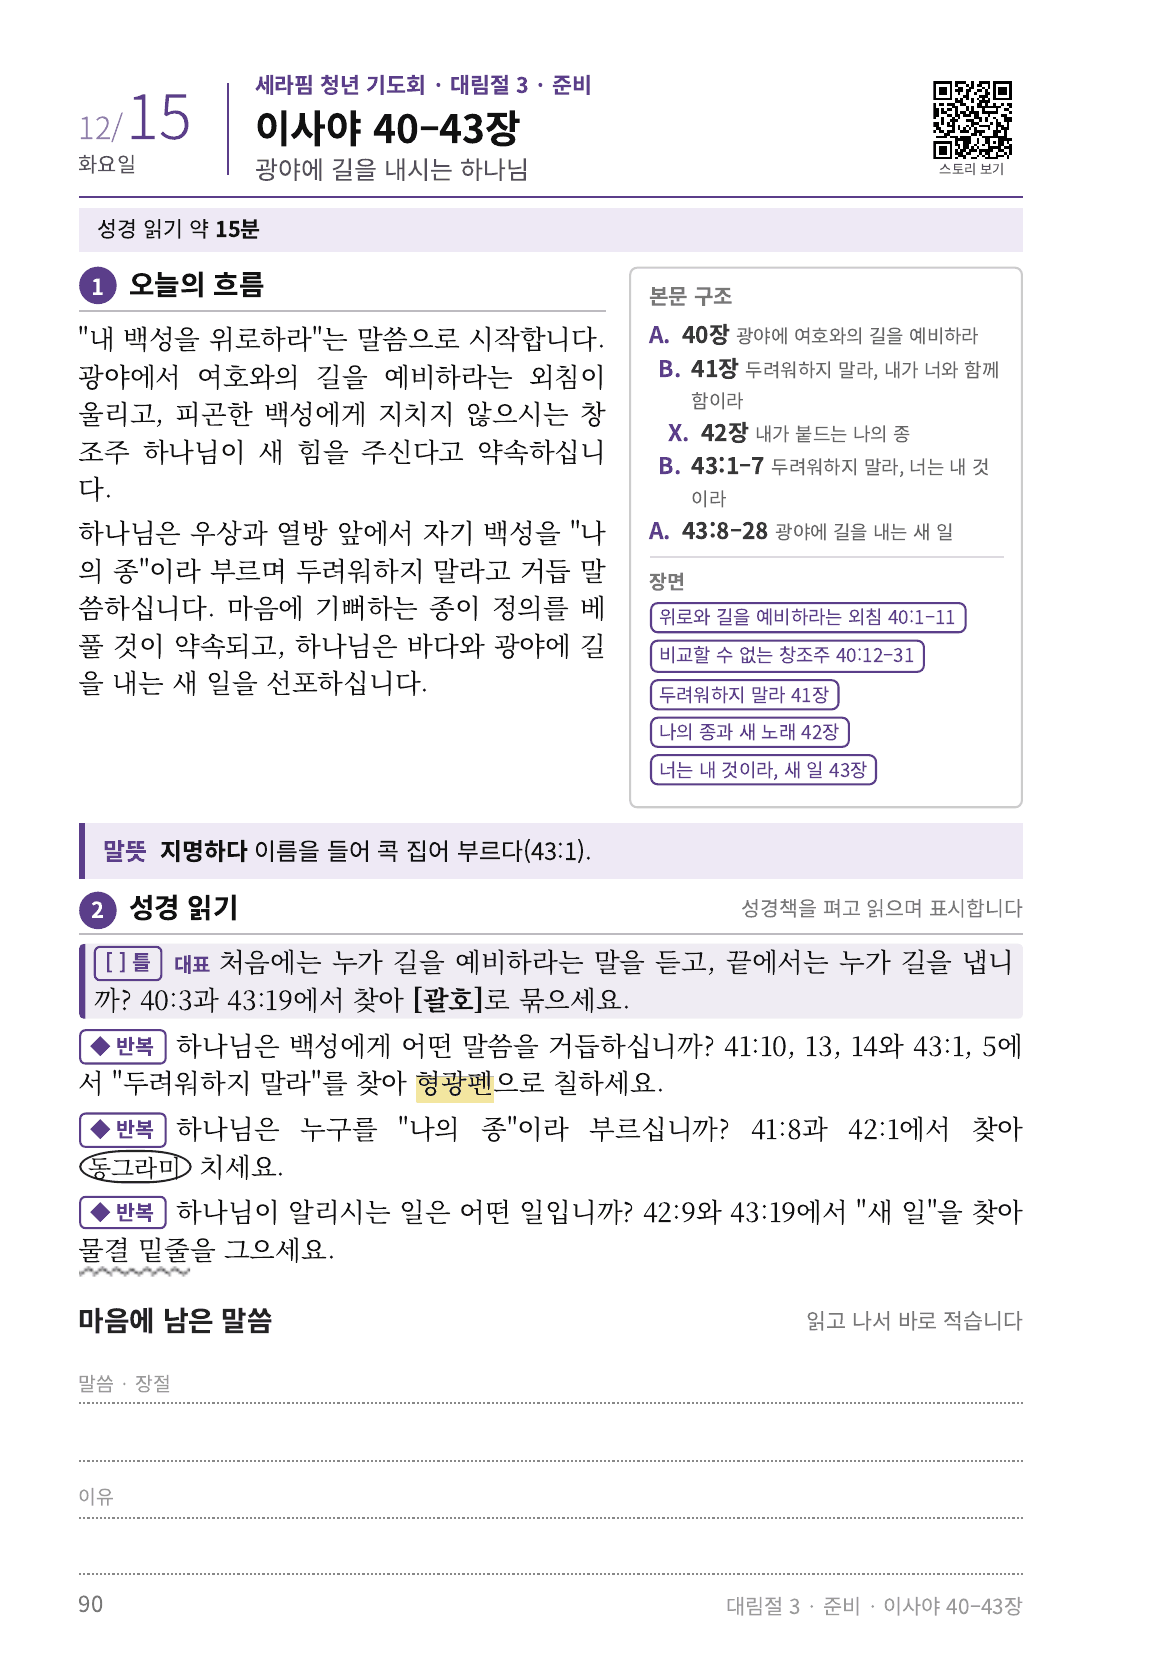 12/15
화요일
세라핌 청년 기도회 · 대림절 3 · 준비
이사야 40–43장
광야에 길을 내시는 하나님
스토리 보기
성경 읽기 약 15분
1 오늘의 흐름
"내 백성을 위로하라"는 말씀으로 시작합니다.
광야에서 여호와의 길을 예비하라는 외침이
울리고, 피곤한 백성에게 지치지 않으시는 창
조주 하나님이 새 힘을 주신다고 약속하십니
다.
하나님은 우상과 열방 앞에서 자기 백성을 "나
의 종"이라 부르며 두려워하지 말라고 거듭 말
씀하십니다. 마음에 기뻐하는 종이 정의를 베
풀 것이 약속되고, 하나님은 바다와 광야에 길
을 내는 새 일을 선포하십니다.
본문 구조
A. 40장 광야에 여호와의 길을 예비하라
B. 41장 두려워하지 말라, 내가 너와 함께
함이라
X. 42장 내가 붙드는 나의 종
B. 43:1–7 두려워하지 말라, 너는 내 것
이라
A. 43:8–28 광야에 길을 내는 새 일
장면
위로와 길을 예비하라는 외침 40:1–11
비교할 수 없는 창조주 40:12–31
두려워하지 말라 41장
나의 종과 새 노래 42장
너는 내 것이라, 새 일 43장
말뜻 지명하다 이름을 들어 콕 집어 부르다(43:1).
2 성경 읽기
성경책을 펴고 읽으며 표시합니다
[ ] 틀 대표 처음에는 누가 길을 예비하라는 말을 듣고, 끝에서는 누가 길을 냅니
까? 40:3과 43:19에서 찾아 [괄호]로 묶으세요.
◆ 반복 하나님은 백성에게 어떤 말씀을 거듭하십니까? 41:10, 13, 14와 43:1, 5에
서 "두려워하지 말라"를 찾아 형광펜으로 칠하세요.
◆ 반복 하나님은 누구를 "나의 종"이라 부르십니까? 41:8과 42:1에서 찾아
동그라미 치세요.
◆ 반복 하나님이 알리시는 일은 어떤 일입니까? 42:9와 43:19에서 "새 일"을 찾아
물결 밑줄을 그으세요.
마음에 남은 말씀
읽고 나서 바로 적습니다
말씀 · 장절
이유
90
대림절 3 · 준비 · 이사야 40–43장